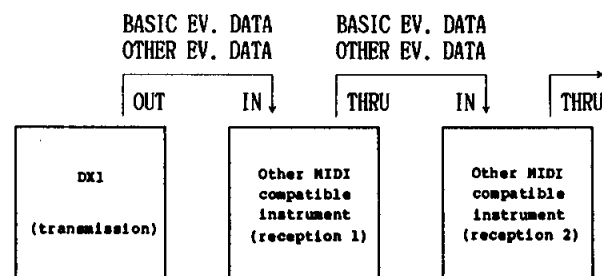 BASIC EV. DATA BASIC EV. DATA
OTHER EV. DATA OTHER EV. DATA
OUT IN THRU IN THRU
DX1
(transmission)
Other MIDI
compatible
instrument
(reception 1)
Other MIDI
compatible
instrument
(reception 2)